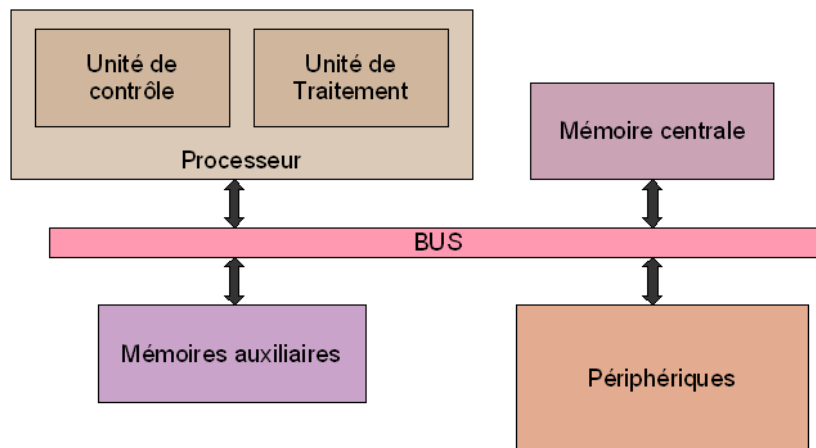 Unité de
contrôle
Unité de
Traitement
Processeur
Mémoire centrale
BUS
Mémoires auxiliaires
Périphériques